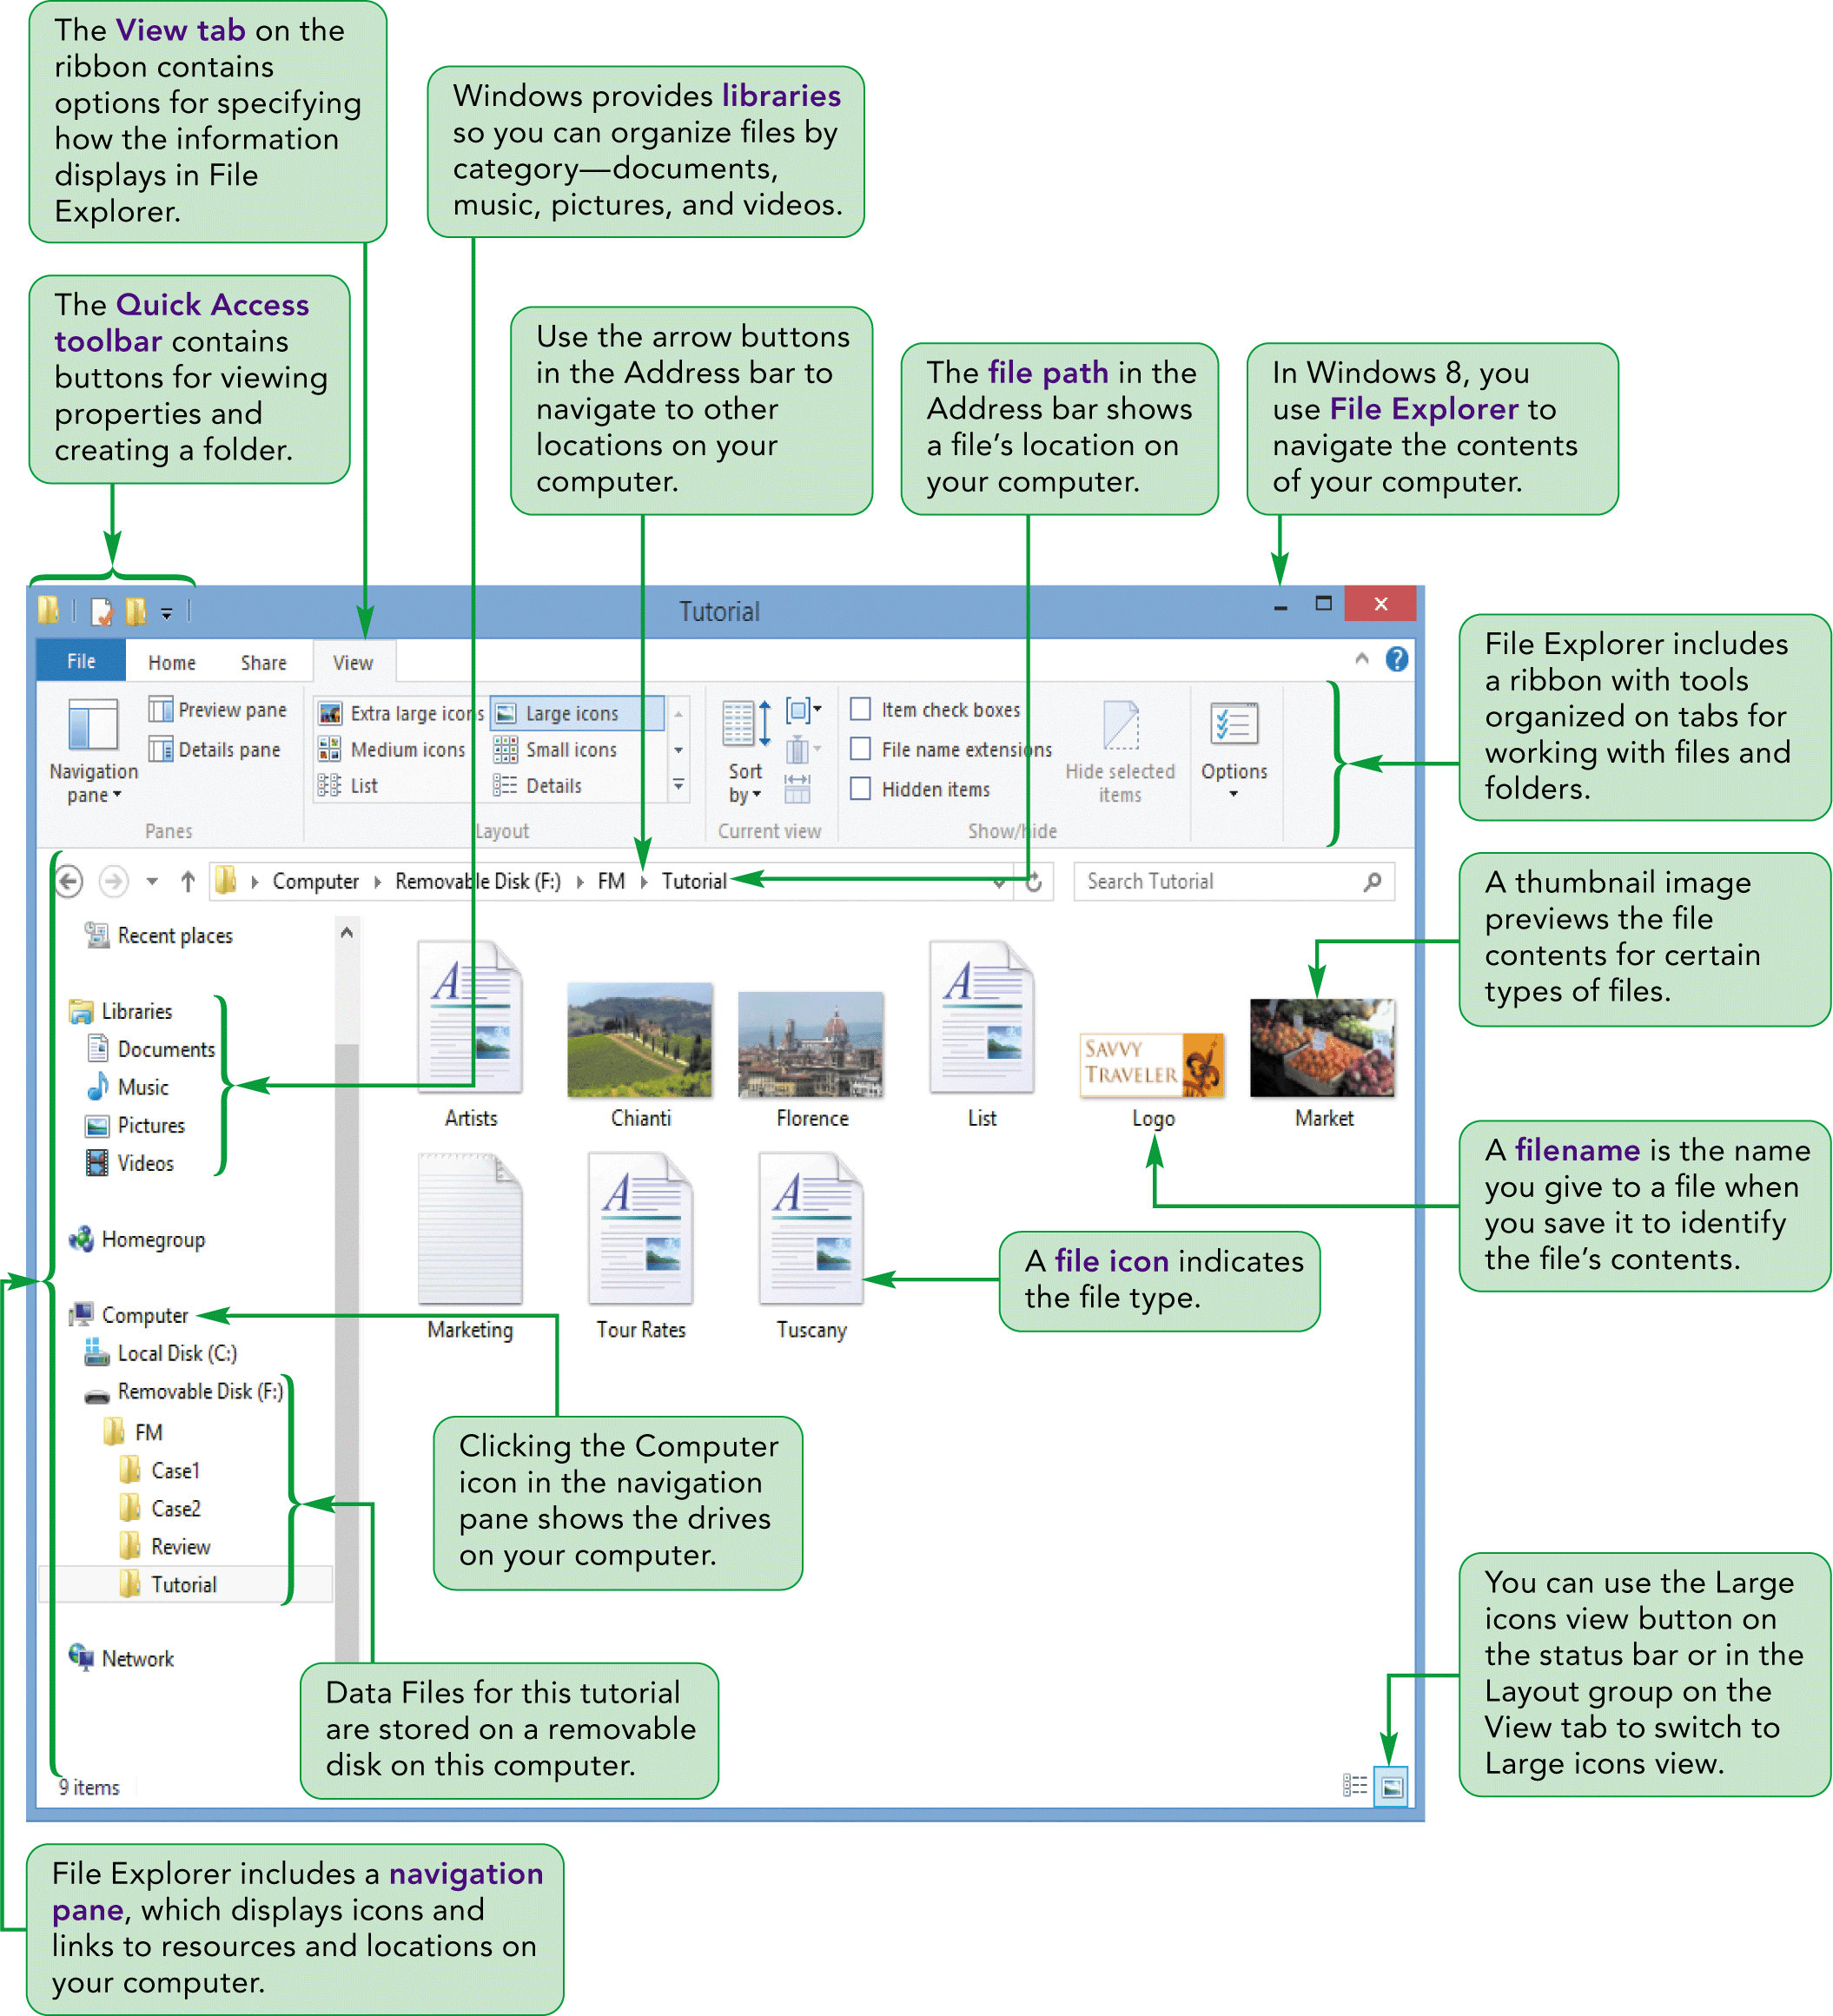 The View tab on the
ribbon contains
options for specifying
how the information
displays in File
Explorer.
Windows provides libraries
so you can organize files by
category—documents,
music, pictures, and videos.
The Quick Access
toolbar contains
buttons for viewing
properties and
creating a folder.
Use the arrow buttons
in the Address bar to
navigate to other
locations on your
computer.
The file path in the
Address bar shows
a file's location on
your computer.
In Windows 8, you
use File Explorer to
navigate the contents
of your computer.
Tutorial
File Home Share View
Preview pane
Details pane
Navigation
pane
Panes
Extra large icons Large icons
Medium icons Small icons
List Details
Layout
Sort
by
Current view
Item check boxes
File name extensions
Hidden items
Hide selected
items
Show/hide
Options
File Explorer includes
a ribbon with tools
organized on tabs for
working with files and
folders.
Computer Removable Disk (F:) FM Tutorial
Search Tutorial
Recent places
Libraries
Documents
Music
Pictures
Videos
Homegroup
Computer
Local Disk (C:)
Removable Disk (F:)
FM
Case1
Case2
Review
Tutorial
Network
9 items
SAVVY
TRAVELER
Artists Chianti Florence List Logo Market
Marketing Tour Rates Tuscany
A thumbnail image
previews the file
contents for certain
types of files.
A filename is the name
you give to a file when
you save it to identify
the file's contents.
A file icon indicates
the file type.
Clicking the Computer
icon in the navigation
pane shows the drives
on your computer.
Data Files for this tutorial
are stored on a removable
disk on this computer.
You can use the Large
icons view button on
the status bar or in the
Layout group on the
View tab to switch to
Large icons view.
File Explorer includes a navigation
pane, which displays icons and
links to resources and locations on
your computer.